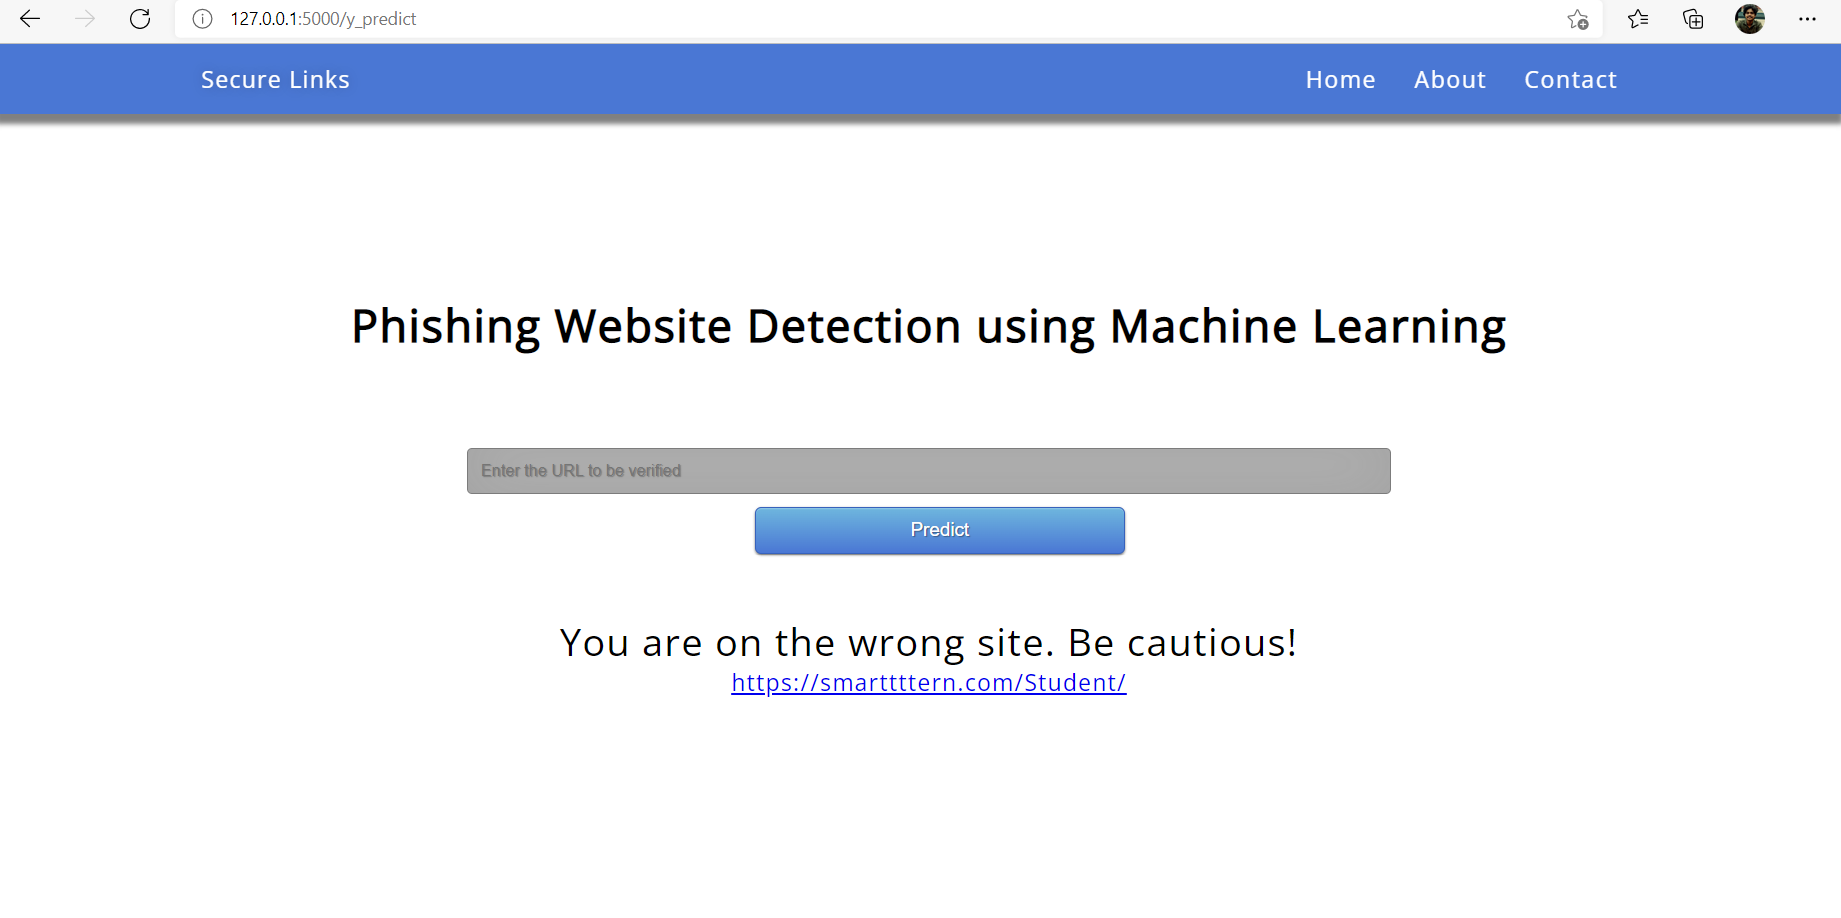 127.0.0.1:5000/y_predict
Secure Links Home About Contact
Phishing Website Detection using Machine Learning
Enter the URL to be verified
Predict
You are on the wrong site. Be cautious!
https://smarttttern.com/Student/